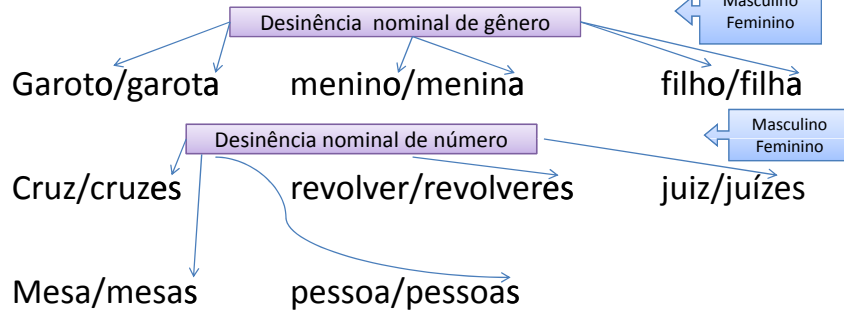 Masculino
Feminino
Desinência nominal de gênero
Garoto/garota menino/menina filho/filha
Masculino
Feminino
Desinência nominal de número
Cruz/cruzes revolver/revolveres juiz/juízes
Mesa/mesas pessoa/pessoas